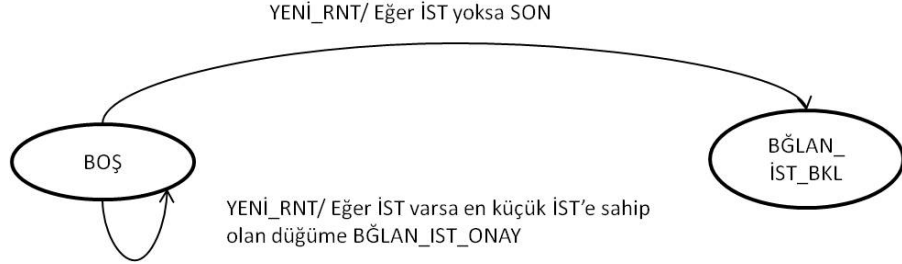 YENİ_RNT/ Eğer İST yoksa SON
BOŞ
BĞLAN_
İST_BKL
YENİ_RNT/ Eğer İST varsa en küçük İST’e sahip
olan düğüme BĞLAN_IST_ONAY